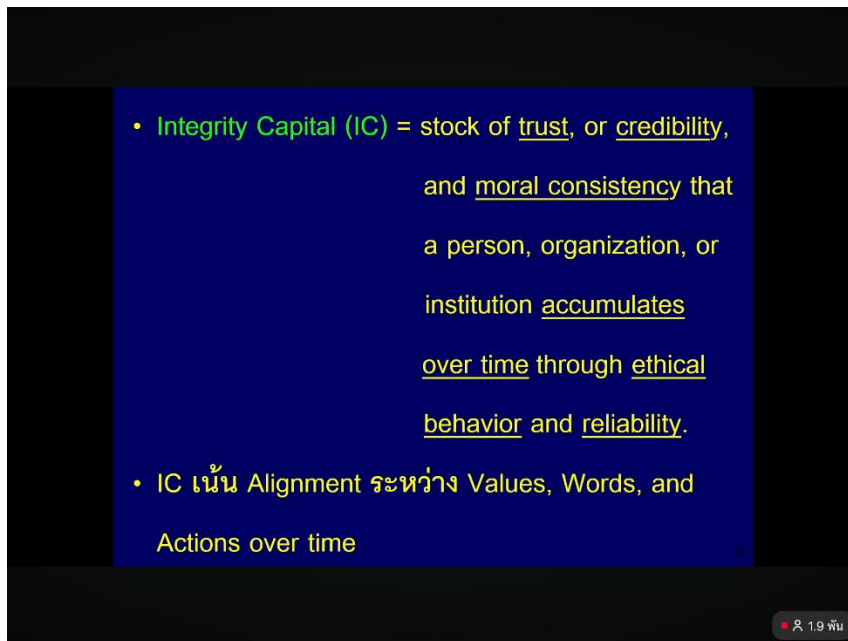 • Integrity Capital (IC) = stock of trust, or credibility,
and moral consistency that
a person, organization, or
institution accumulates
over time through ethical
behavior and reliability.
• IC เน้น Alignment ระหว่าง Values, Words, and
Actions over time
1.9 พัน